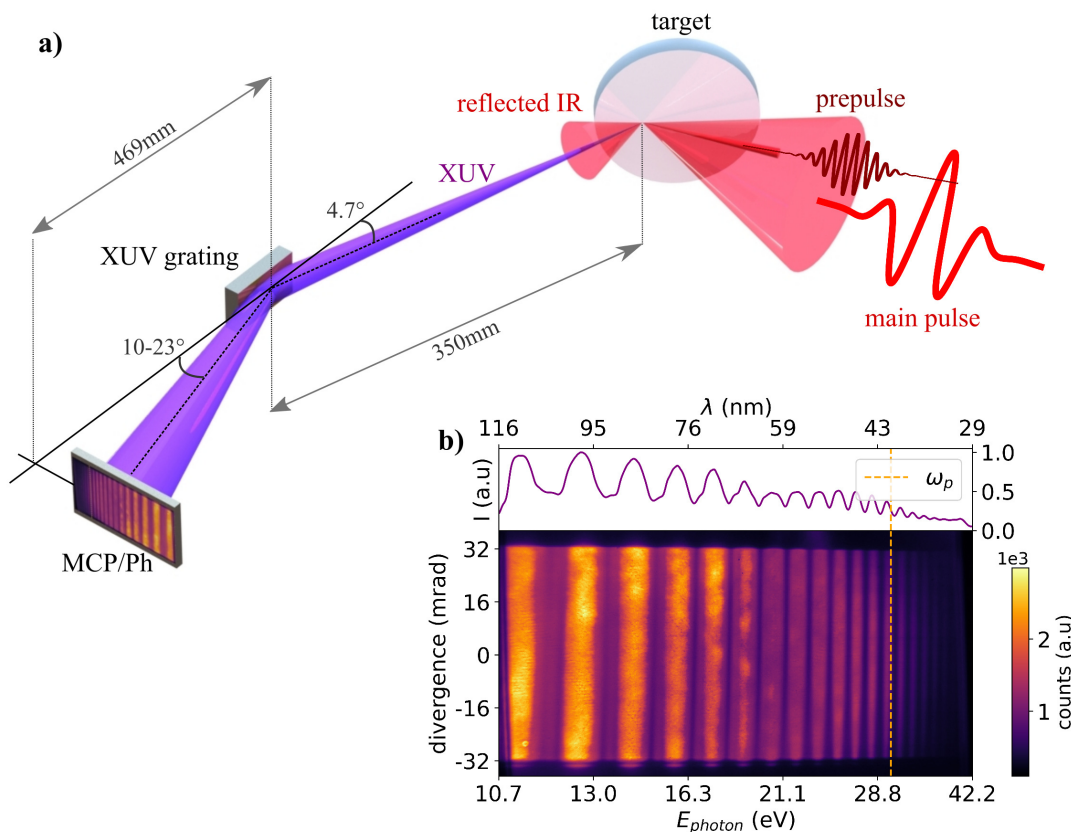 a)
target
reflected IR
prepulse
469mm
XUV
4.7°
XUV grating
main pulse
10-23°
350mm
MCP/Ph
b)
λ (nm)
116 95 76 59 43 29
I (a.u)
ω_p
1.0
0.5
0.0
divergence (mrad)
32
16
0
-16
-32
1e3
2
1
counts (a.u)
10.7 13.0 16.3 21.1 28.8 42.2
E_photon (eV)